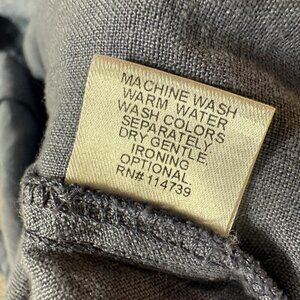 MACHINE WASH
WARM WATER
WASH COLORS
SEPARATELY
DRY GENTLE.
IRONING
OPTIONAL
RN# 114739